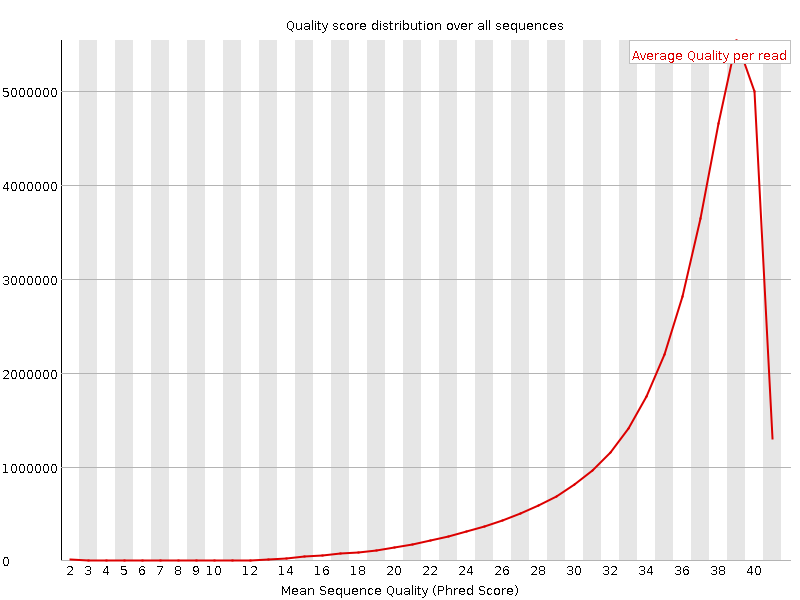 Quality score distribution over all sequences
Average Quality per read
5000000
4000000
3000000
2000000
1000000
0
2 3 4 5 6 7 8 9 10 12 14 16 18 20 22 24 26 28 30 32 34 36 38 40
Mean Sequence Quality (Phred Score)